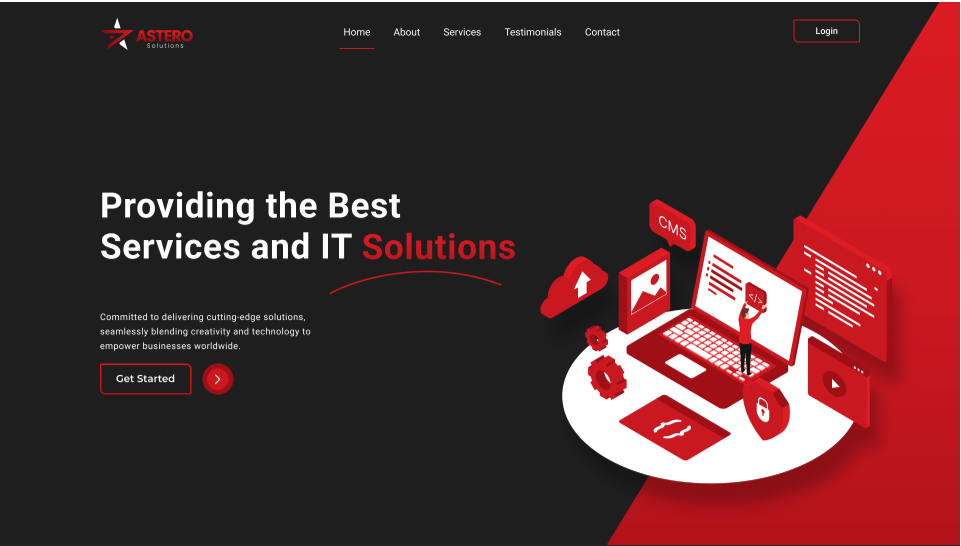 ASTERO
Solutions
Home
About
Services
Testimonials
Contact
Login
Providing the Best
Services and IT Solutions
Committed to delivering cutting-edge solutions,
seamlessly blending creativity and technology to
empower businesses worldwide.
Get Started
CMS
</>
{/}